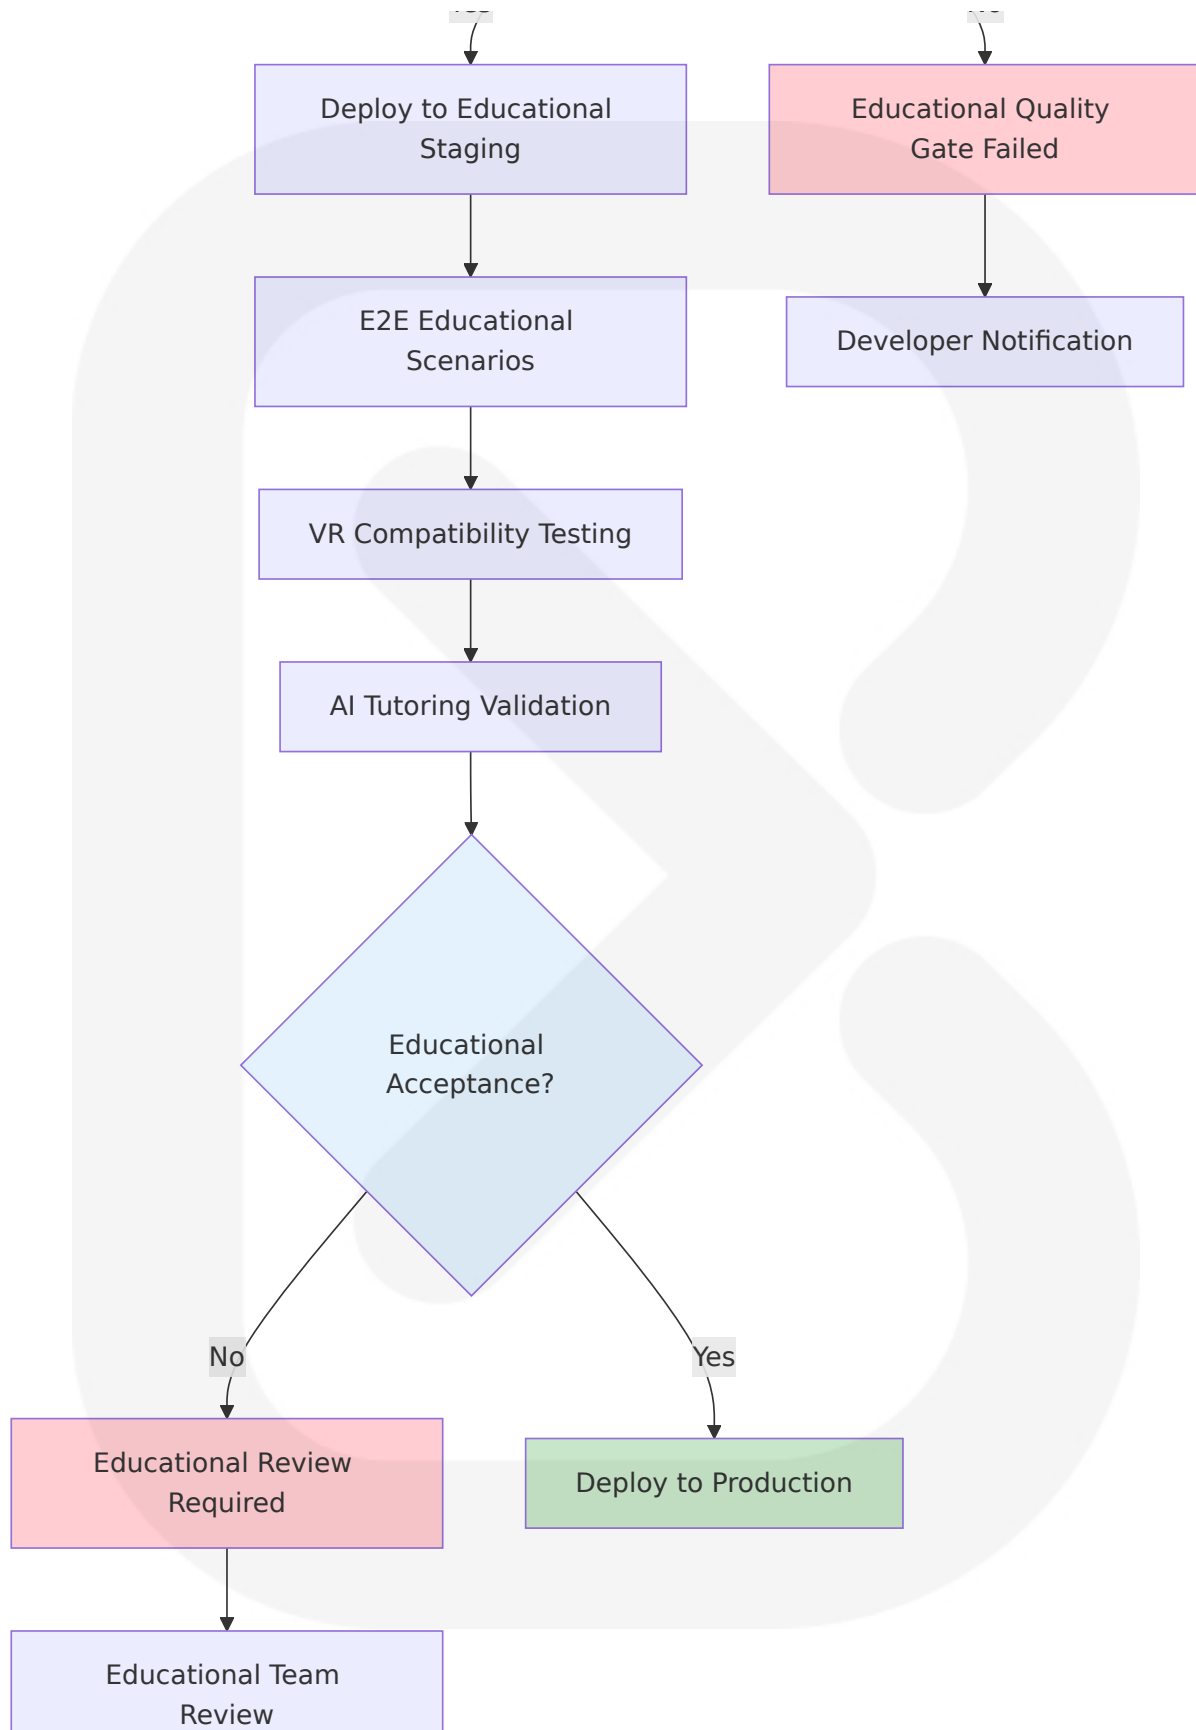 Deploy to Educational
Staging
Educational Quality
Gate Failed
E2E Educational
Scenarios
Developer Notification
VR Compatibility Testing
AI Tutoring Validation
Educational
Acceptance?
No
Yes
Educational Review
Required
Deploy to Production
Educational Team
Review